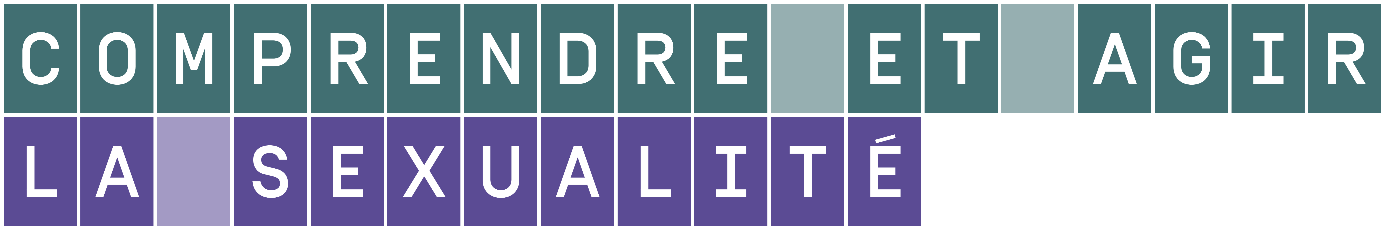 COMPRENDRE ET AGIR
LA SEXUALITÉ